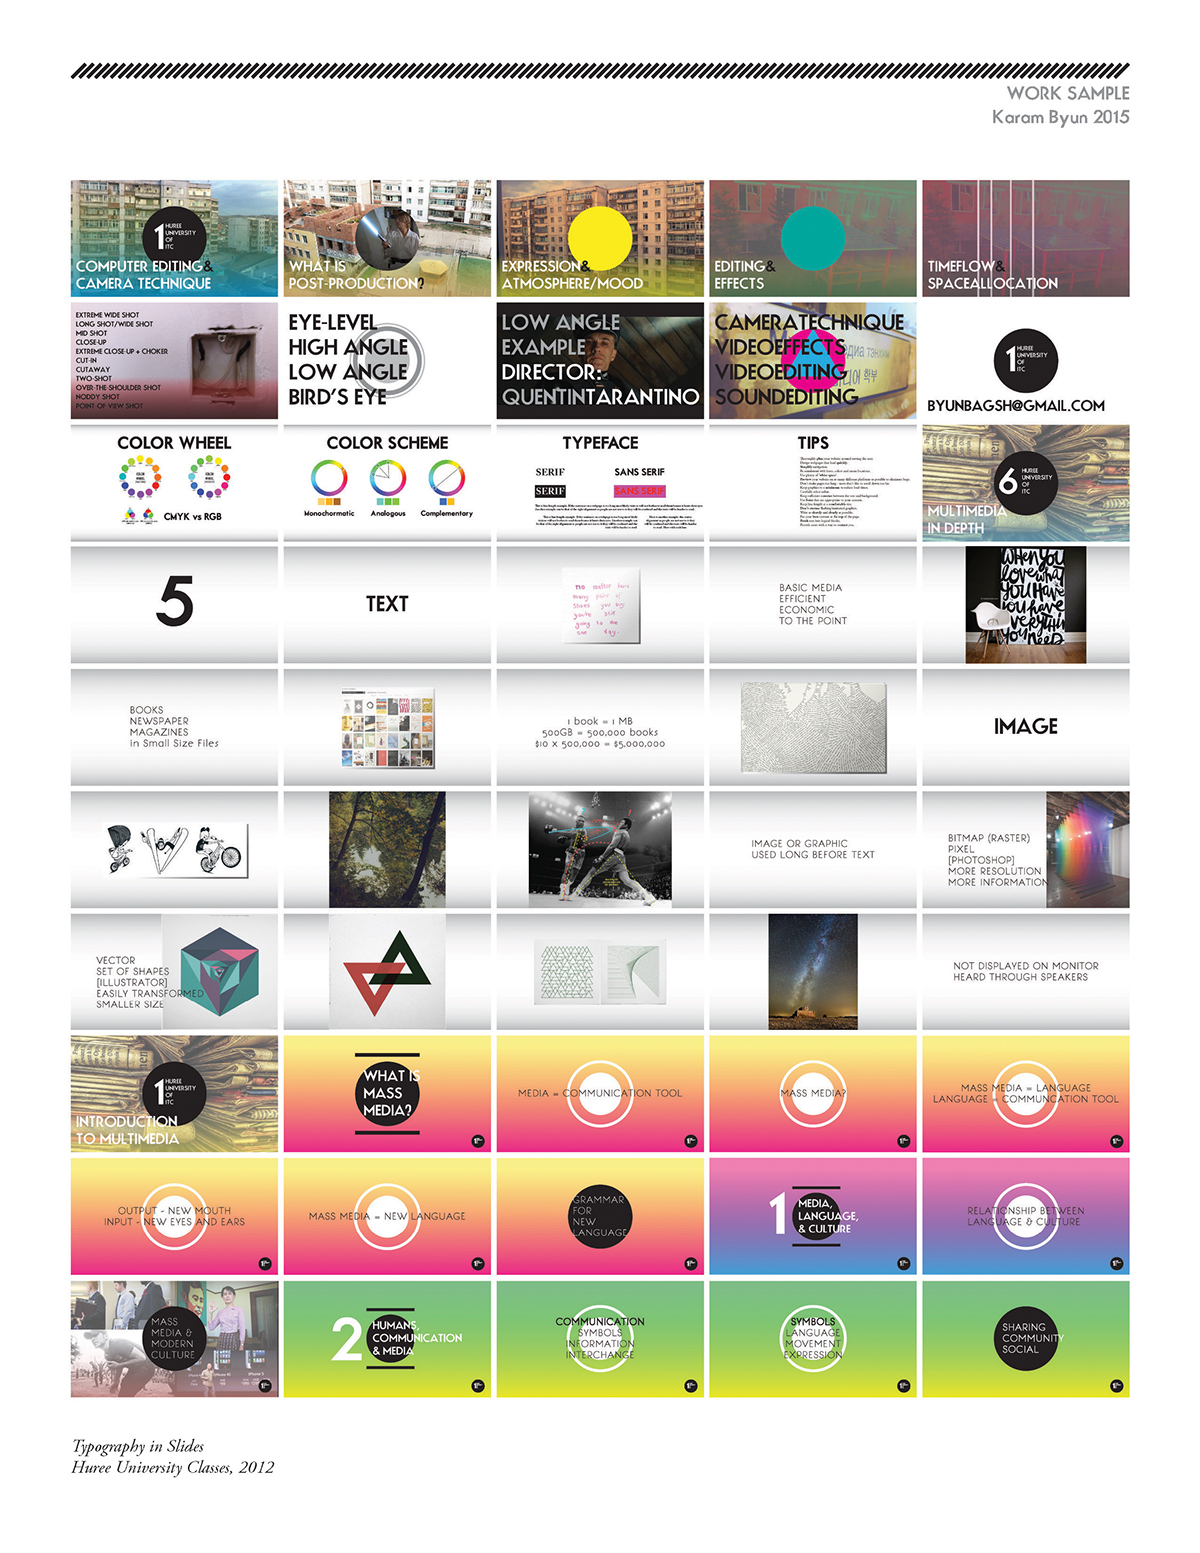 WORK SAMPLE
Karam Byun 2015
1
HUREE
UNIVERSITY
OF
ITC
COMPUTER EDITING&
CAMERA TECHNIQUE
WHAT IS
POST-PRODUCTION?
EXPRESSION&
ATMOSPHERE/MOOD
EDITING&
EFFECTS
TIMEFLOW&
SPACEALLOCATION
EXTREME WIDE SHOT
LONG SHOT/WIDE SHOT
MID SHOT
CLOSE-UP
EXTREME CLOSE-UP + CHOKER
CUT-IN
CUTAWAY
TWO-SHOT
OVER-THE-SHOULDER SHOT
NODDY SHOT
POINT-OF-VIEW SHOT
EYE-LEVEL
HIGH ANGLE
LOW ANGLE
BIRD'S EYE
LOW ANGLE
EXAMPLE
DIRECTOR:
QUENTINTARANTINO
CAMERATECHNIQUE
VIDEOEFFECTS
VIDEOEDITING
SOUNDEDITING
1
HUREE
UNIVERSITY
OF
ITC
BYUNBAGSH@GMAIL.COM
COLOR WHEEL
CMYK vs RGB
COLOR SCHEME
Monochormatic
Analogous
Complementary
TYPEFACE
SERIF
SANS SERIF
SERIF
SANS SERIF
TIPS
6
HUREE
UNIVERSITY
OF
ITC
MULTIMEDIA
IN DEPTH
5
TEXT
no matter how
many pair of
shoes you buy
you're still
going to die
one day.
BASIC MEDIA
EFFICIENT
ECONOMIC
TO THE POINT
When you
love what
you have
you have
everything
you need
BOOKS
NEWSPAPER
MAGAZINES
in Small Size Files
1 book = 1 MB
500GB = 500,000 books
$10 x 500,000 = $5,000,000
IMAGE
IMAGE OR GRAPHIC
USED LONG BEFORE TEXT
BITMAP (RASTER)
PIXEL
[PHOTOSHOP]
MORE RESOLUTION
MORE INFORMATION
VECTOR
SET OF SHAPES
[ILLUSTRATOR]
EASILY TRANSFORMED
SMALLER SIZE
NOT DISPLAYED ON MONITOR
HEARD THROUGH SPEAKERS
1
HUREE
UNIVERSITY
OF
ITC
INTRODUCTION
TO MULTIMEDIA
WHAT IS
MASS
MEDIA?
MEDIA = COMMUNICATION TOOL
MASS MEDIA?
MASS MEDIA = LANGUAGE
LANGUAGE = COMMUNCATION TOOL
OUTPUT - NEW MOUTH
INPUT - NEW EYES AND EARS
MASS MEDIA = NEW LANGUAGE
GRAMMAR
FOR
NEW
LANGUAGE
1
MEDIA,
LANGUAGE,
& CULTURE
RELATIONSHIP BETWEEN
LANGUAGE & CULTURE
MASS
MEDIA &
MODERN
CULTURE
2
HUMANS,
COMMUNICATION
& MEDIA
COMMUNICATION
SYMBOLS
INFORMATION
INTERCHANGE
SYMBOLS
LANGUAGE
MOVEMENT
EXPRESSION
SHARING
COMMUNITY
SOCIAL
Typography in Slides
Huree University Classes, 2012